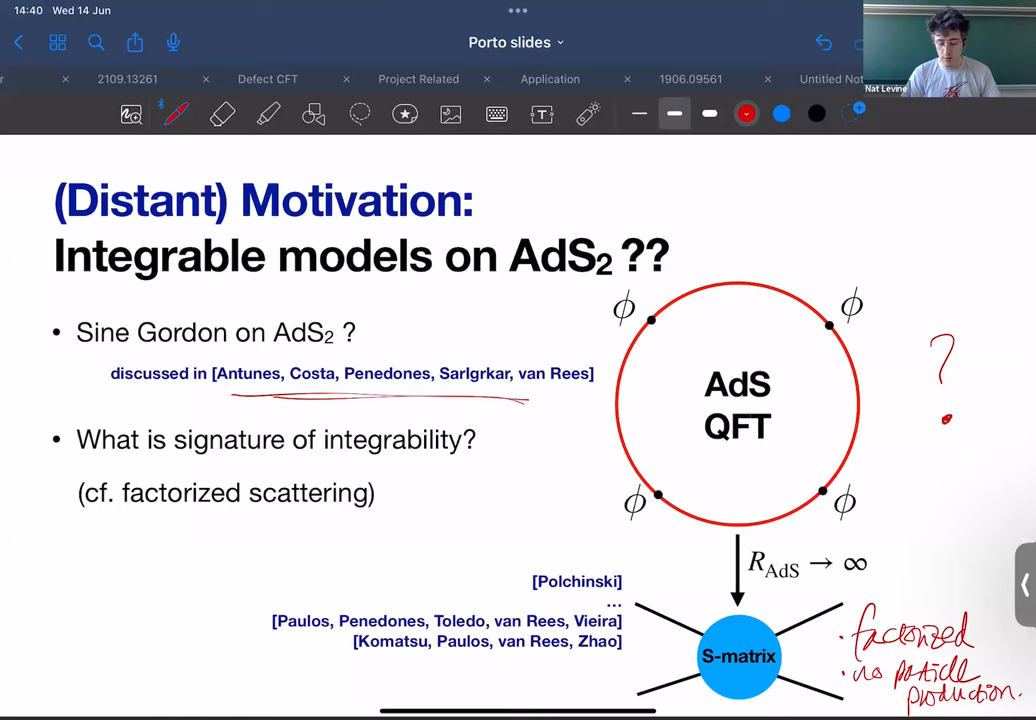 14:40 Wed 14 Jun
Porto slides
Nat Levine
r
2109.13261
Defect CFT
Project Related
Application
1906.09561
Untitled Not
(Distant) Motivation:
Integrable models on AdS₂ ??
• Sine Gordon on AdS₂ ?
discussed in [Antunes, Costa, Penedones, Sarlgrkar, van Rees]
• What is signature of integrability?
(cf. factorized scattering)
ϕ ϕ
AdS
QFT
ϕ ϕ
?
R_AdS → ∞
[Polchinski]
...
[Paulos, Penedones, Toledo, van Rees, Vieira]
[Komatsu, Paulos, van Rees, Zhao]
S-matrix
· factorized
· no particle
production.